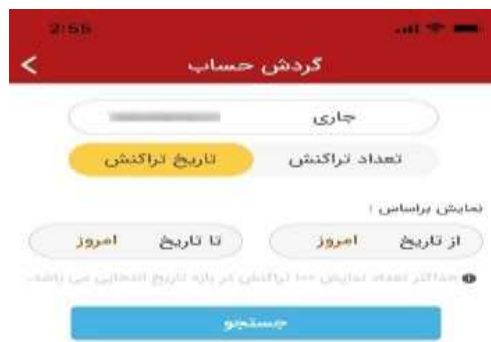 2:55
گردش حساب
جاری
تعداد تراکنش تاریخ تراکنش
نمایش براساس :
از تاریخ امروز تا تاریخ امروز
حداکثر تعداد نمایش ۱۰۰ تراکنش در بازه تاریخ انتخابی می باشد.
جستجو